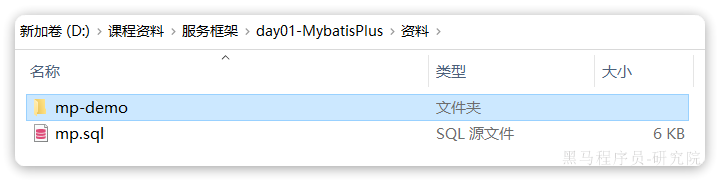 新加卷 (D:) › 课程资料 › 服务框架 › day01-MybatisPlus › 资料 ›
名称 类型 大小
mp-demo 文件夹
mp.sql SQL 源文件 6 KB
黑马程序员-研究院